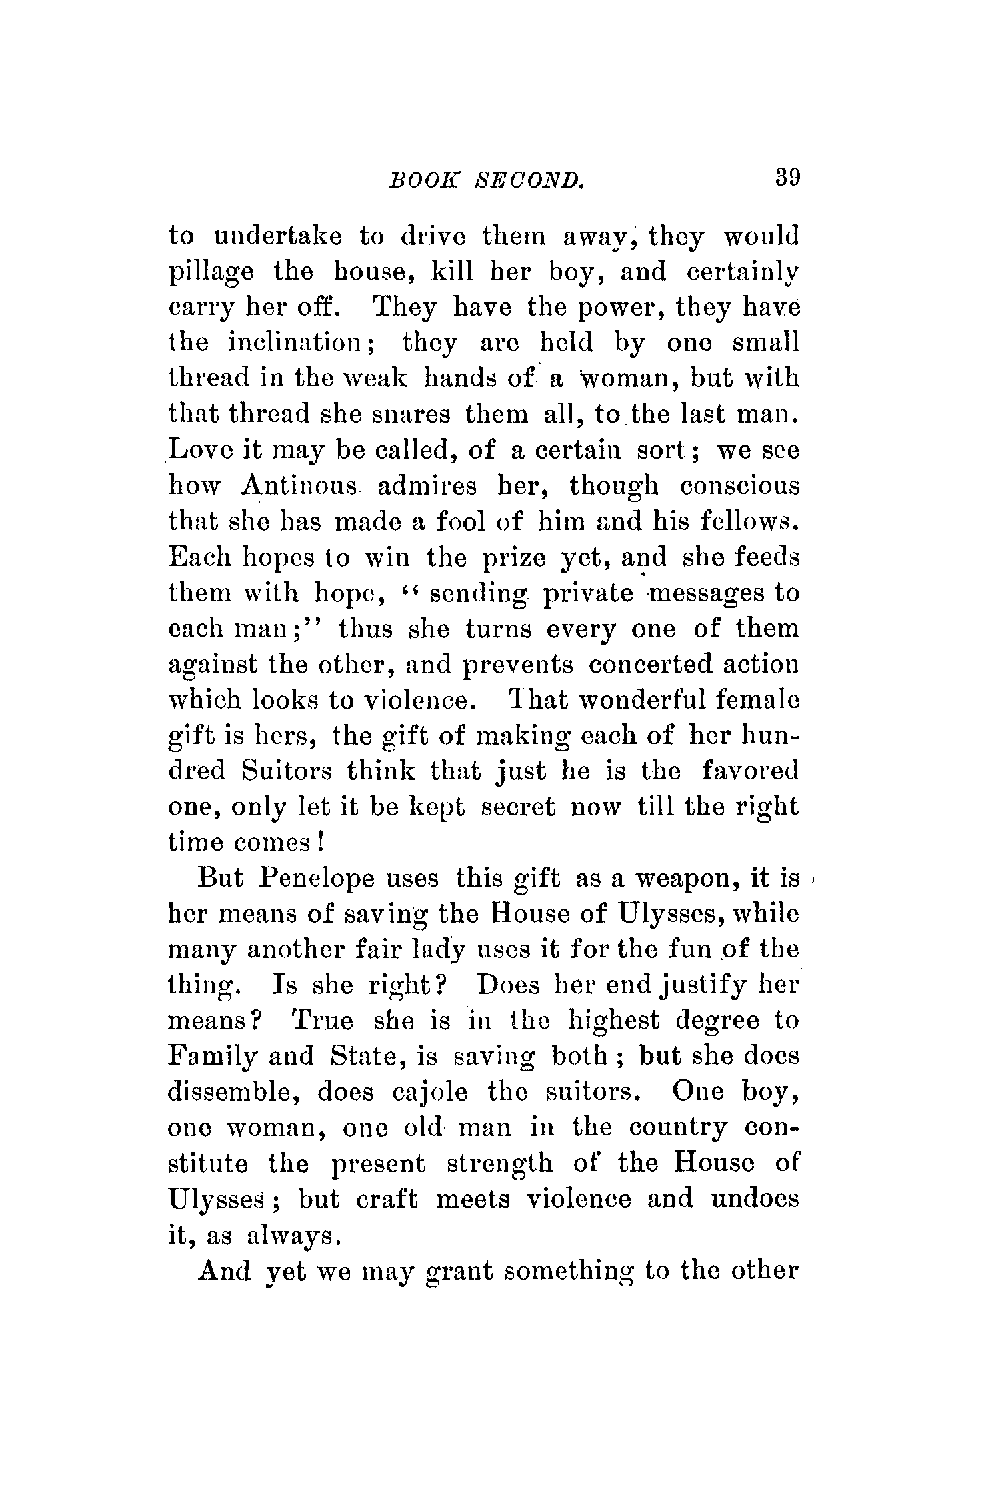 BOOK SECOND. 39
to undertake to drive them away, they would
pillage the house, kill her boy, and certainly
carry her off. They have the power, they have
the inclination; they are held by one small
thread in the weak hands of a woman, but with
that thread she snares them all, to the last man.
Love it may be called, of a certain sort; we see
how Antinous admires her, though conscious
that she has made a fool of him and his fellows.
Each hopes to win the prize yet, and she feeds
them with hope, “ sending private messages to
each man;” thus she turns every one of them
against the other, and prevents concerted action
which looks to violence. That wonderful female
gift is hers, the gift of making each of her hun-
dred Suitors think that just he is the favored
one, only let it be kept secret now till the right
time comes!
But Penelope uses this gift as a weapon, it is
her means of saving the House of Ulysses, while
many another fair lady uses it for the fun of the
thing. Is she right? Does her end justify her
means? True she is in the highest degree to
Family and State, is saving both; but she does
dissemble, does cajole the suitors. One boy,
one woman, one old man in the country con-
stitute the present strength of the House of
Ulysses; but craft meets violence and undoes
it, as always.
And yet we may grant something to the other